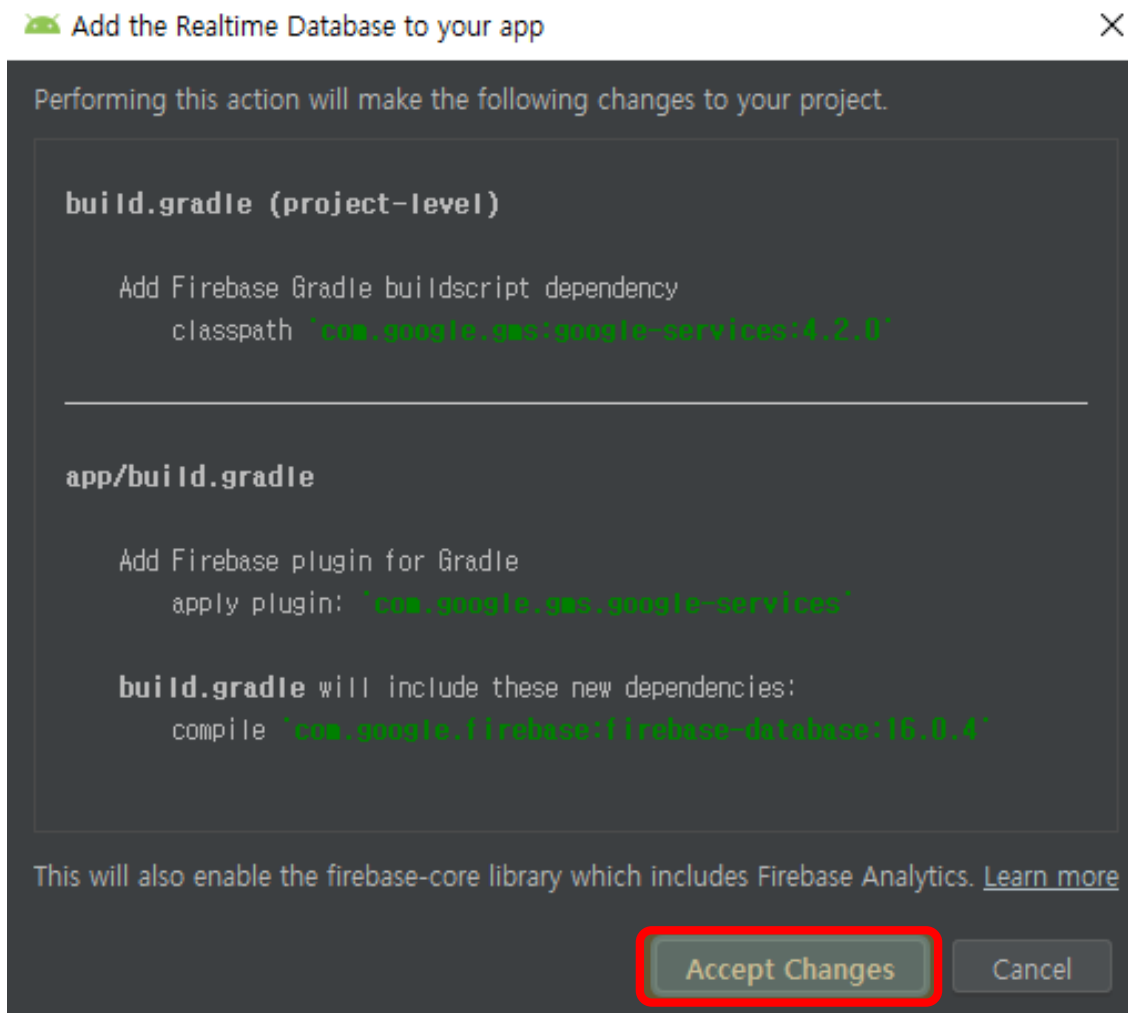 Add the Realtime Database to your app
Performing this action will make the following changes to your project.
build.gradle (project-level)
Add Firebase Gradle buildscript dependency
classpath 'com.google.gms:google-services:4.2.0'
app/build.gradle
Add Firebase plugin for Gradle
apply plugin: 'com.google.gms.google-services'
build.gradle will include these new dependencies:
compile 'com.google.firebase:firebase-database:16.0.4'
This will also enable the firebase-core library which includes Firebase Analytics. Learn more
Accept Changes
Cancel